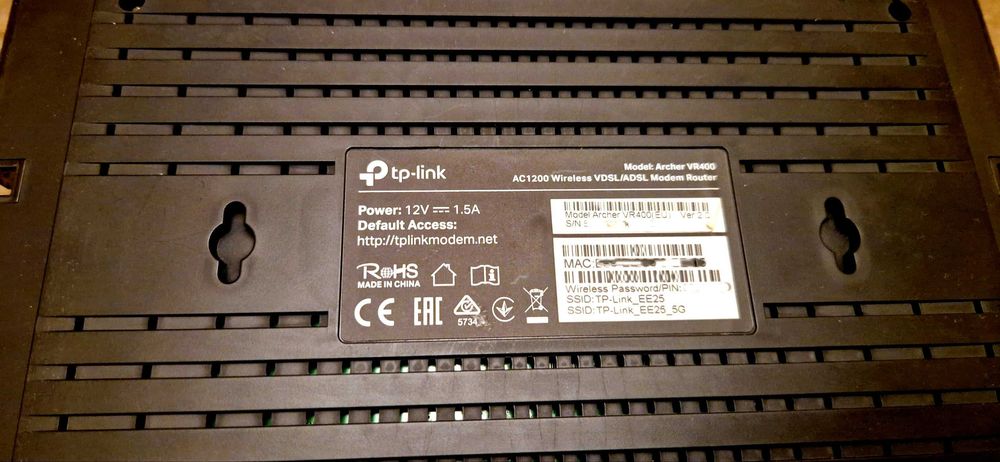 tp-link
Model: Archer VR400
AC1200 Wireless VDSL/ADSL Modem Router
Power: 12V 1.5A
Default Access:
http://tplinkmodem.net
Model:Archer VR400(EU) Ver 2.0
S/N:
MAC:
Wireless Password/PIN:
SSID:TP-Link_EE25
SSID:TP-Link_EE25_5G
RoHS
MADE IN CHINA
CE
EAC
5734